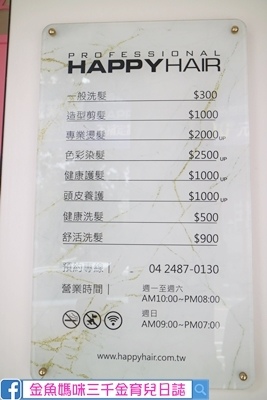 PROFESSIONAL
HAPPYHAIR
一般洗髮 $300
造型剪髮 $1000
專業燙髮 $2000UP
色彩染髮 $2500UP
健康護髮 $1000UP
頭皮養護 $1000UP
健康洗髮 $500
舒活洗髮 $900
預約專線 | 04 2487-0130
營業時間 | 週一至週六
AM10:00~PM08:00
週日
AM09:00~PM07:00
www.happyhair.com.tw
金魚媽咪三千金育兒日誌